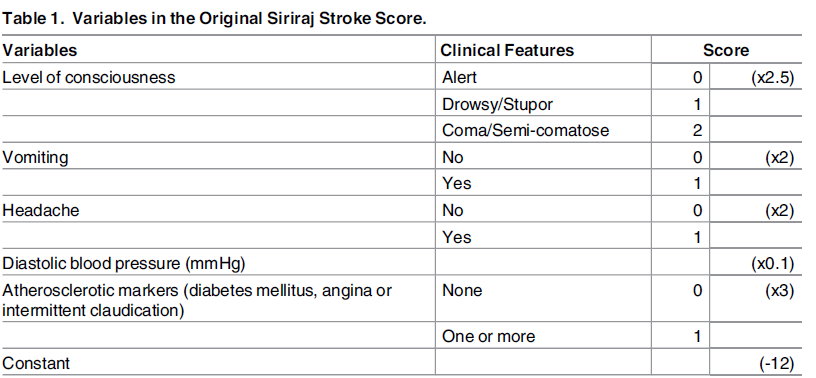 Table 1. Variables in the Original Siriraj Stroke Score.
Variables Clinical Features Score
Level of consciousness Alert 0 (x2.5)
Drowsy/Stupor 1
Coma/Semi-comatose 2
Vomiting No 0 (x2)
Yes 1
Headache No 0 (x2)
Yes 1
Diastolic blood pressure (mmHg) (x0.1)
Atherosclerotic markers (diabetes mellitus, angina or None 0 (x3)
intermittent claudication)
One or more 1
Constant (-12)